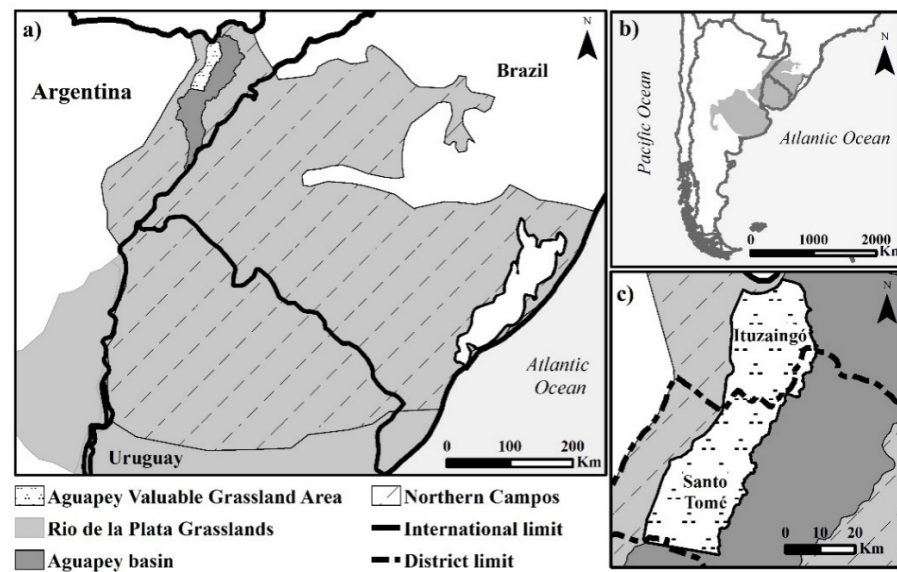 a)
N
Argentina
Brazil
Atlantic
Ocean
Uruguay
0 100 200
Km
b)
N
Pacific Ocean
Atlantic Ocean
0 1000 2000
Km
c)
N
Ituzaingó
Santo
Tomé
0 10 20
Km
Aguapey Valuable Grassland Area
Rio de la Plata Grasslands
Aguapey basin
Northern Campos
International limit
District limit